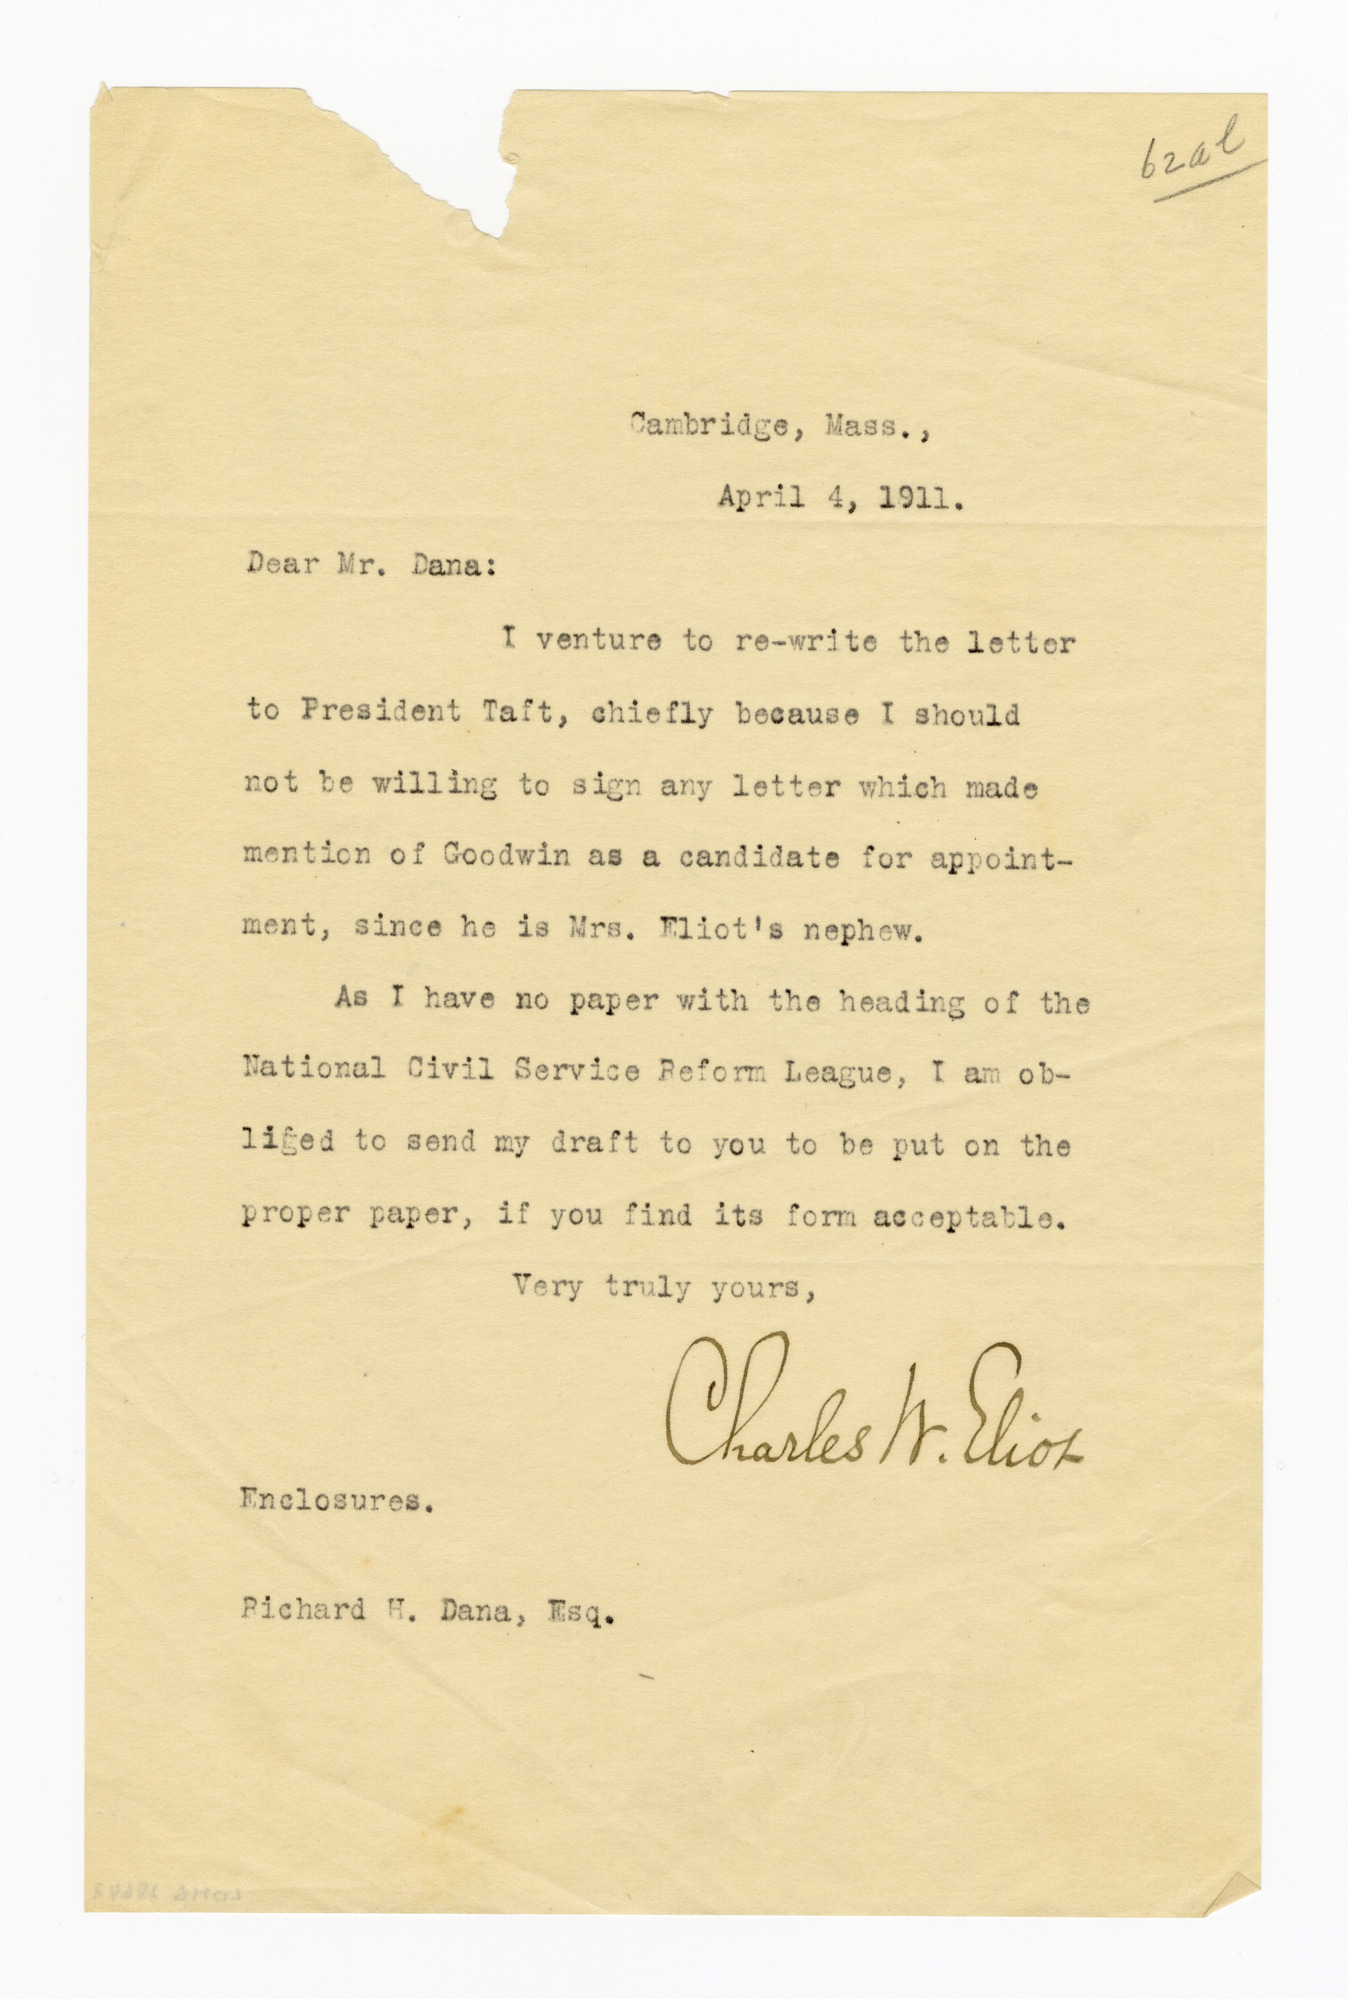 bzal
Cambridge, Mass.,
April 4, 1911.
Dear Mr. Dana:
I venture to re-write the letter
to President Taft, chiefly because I should
not be willing to sign any letter which made
mention of Goodwin as a candidate for appoint-
ment, since he is Mrs. Eliot's nephew.
As I have no paper with the heading of the
National Civil Service Reform League, I am ob-
liged to send my draft to you to be put on the
proper paper, if you find its form acceptable.
Very truly yours,
Charles W. Eliot
Enclosures.
Richard H. Dana, Esq.